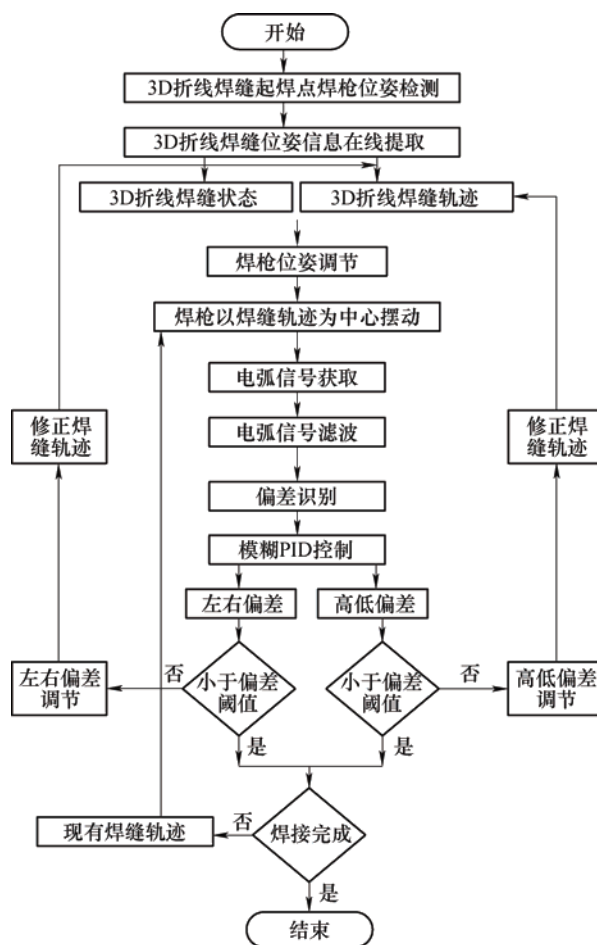 开始
3D折线焊缝起焊点焊枪位姿检测
3D折线焊缝位姿信息在线提取
3D折线焊缝状态
3D折线焊缝轨迹
焊枪位姿调节
焊枪以焊缝轨迹为中心摆动
电弧信号获取
修正焊
缝轨迹
电弧信号滤波
修正焊
缝轨迹
偏差识别
模糊PID控制
左右偏差
高低偏差
左右偏差
调节
否
小于偏差
阈值
小于偏差
阈值
否
高低偏差
调节
是
是
现有焊缝轨迹
否
焊接完成
是
结束